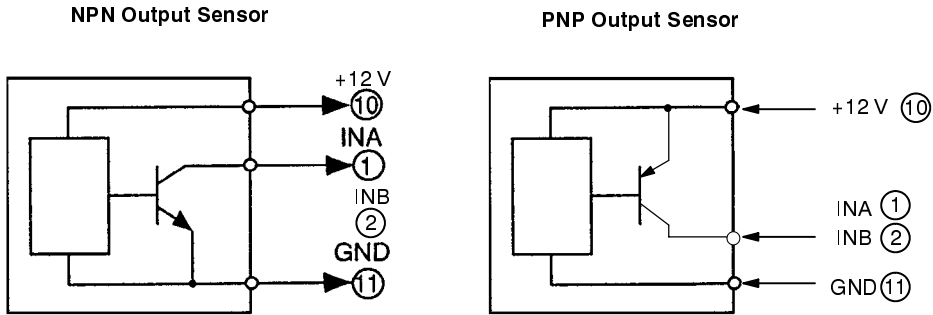 NPN Output Sensor
+12 V
10
INA
1
INB
2
GND
11
PNP Output Sensor
+12 V 10
INA 1
INB 2
GND 11